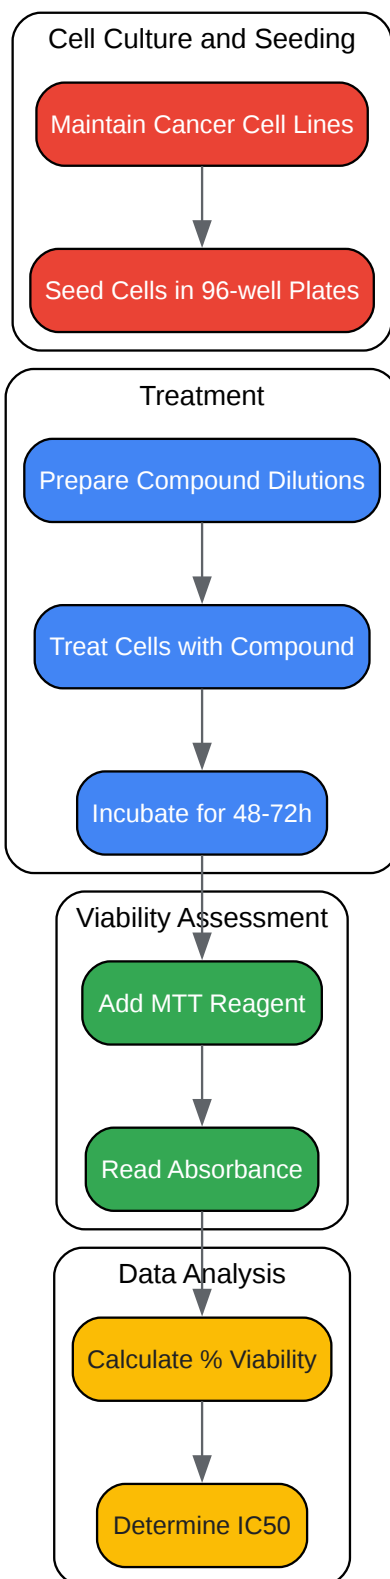 Cell Culture and Seeding
Maintain Cancer Cell Lines
Seed Cells in 96-well Plates
Treatment
Prepare Compound Dilutions
Treat Cells with Compound
Incubate for 48-72h
Viability Assessment
Add MTT Reagent
Read Absorbance
Data Analysis
Calculate % Viability
Determine IC50